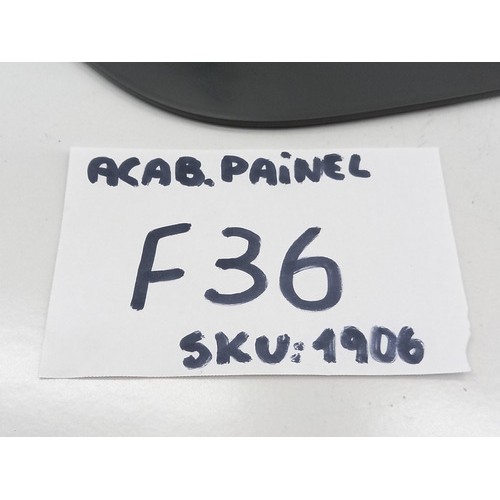 ACAB. PAiNEL
F36
SKU: 1906